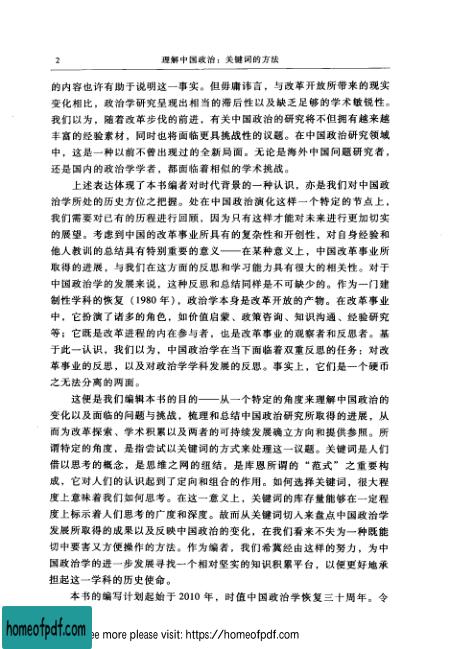 2 理解中国政治：关键词的方法
的内容也许有助于说明这一事实。但毋庸讳言，与改革开放所带来的现实
变化相比，政治学研究呈现出相当的滞后性以及缺乏足够的学术敏锐性。
我们以为，随着改革步伐的前进，有关中国政治的研究将不但拥有越来越
丰富的经验素材，同时也将面临更具挑战性的议题。在中国政治研究领域
中，这是一种以前不曾出现过的全新局面。无论是海外中国问题研究者，
还是国内的政治学学者，都面临着相似的学术挑战。
上述表达体现了本书编者对时代背景的一种认识，亦是我们对中国政
治学所处的历史方位之把握。处在中国政治演化这样一个特定的节点上，
我们需要对已有的历程进行回顾，因为只有这样才能对未来进行更加切实
的展望。考虑到中国的改革事业所具有的复杂性和开创性，对自身经验和
他人教训的总结具有特别重要的意义——在某种意义上，中国改革事业所
取得的进展，与我们在这方面的反思和学习能力具有很大的相关性。对于
中国政治学的发展来说，这种反思和总结同样是不可缺少的。作为一门建
制性学科的恢复（1980 年），政治学本身是改革开放的产物。在改革事业
中，它扮演了诸多的角色，如价值启蒙、政策咨询、知识沟通、经验研究
等；它既是改革进程的内在参与者，也是改革事业的观察者和反思者。基
于此一认识，我们以为，中国政治学在当下面临着双重反思的任务：对改
革事业的反思，以及对政治学学科发展的反思。事实上，它们是一个硬币
之无法分离的两面。
这便是我们编辑本书的目的——从一个特定的角度来理解中国政治的
变化以及面临的问题与挑战，梳理和总结中国政治研究所取得的进展，从
而为改革探索、学术积累以及两者的可持续发展确立方向和提供参照。所
谓特定的角度，是指尝试以关键词的方式来处理这一议题。关键词是人们
借以思考的概念，是思维之网的纽结，是库恩所谓的“范式”之重要构
成，它对人们的认识起到了定向和组合的作用。如何选择关键词，很大程
度上意味着我们如何思考。在这一意义上，关键词的库存量能够在一定程
度上标示着人们思考的广度和深度。故而从关键词切入来盘点中国政治学
发展所取得的成果以及反映中国政治的变化，在我们看来不失为一种既能
切中要害又方便操作的方法。作为编者，我们希冀经由这样的努力，为中
国政治学的进一步发展寻找一个相对坚实的知识积累平台，以便更好地承
担起这一学科的历史使命。
本书的编写计划起始于 2010 年，时值中国政治学恢复三十周年。令
homeofpdf.com
ee more please visit: https://homeofpdf.com